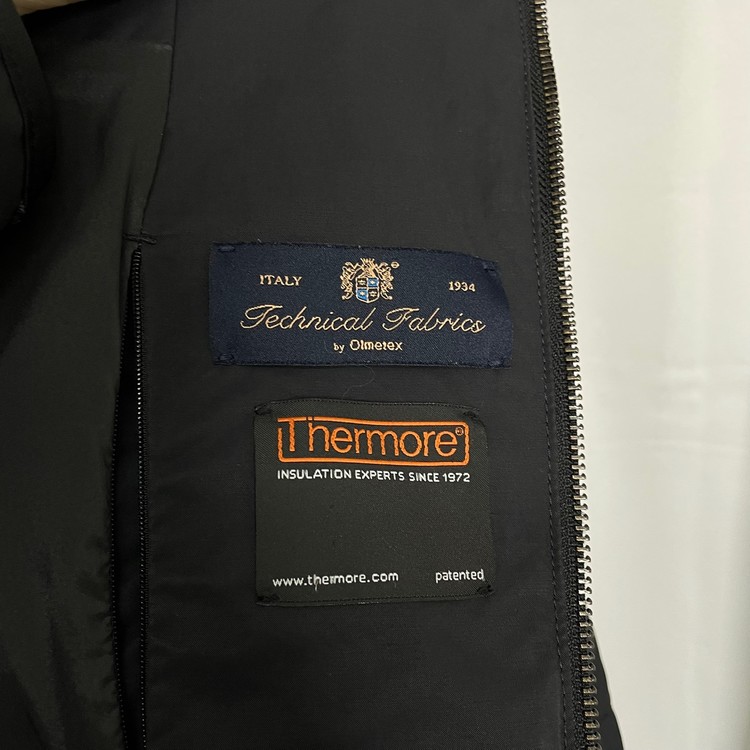 ITALY 1934
Technical Fabrics
by Olmetex
Thermore®
INSULATION EXPERTS SINCE 1972
www.thermore.com patented